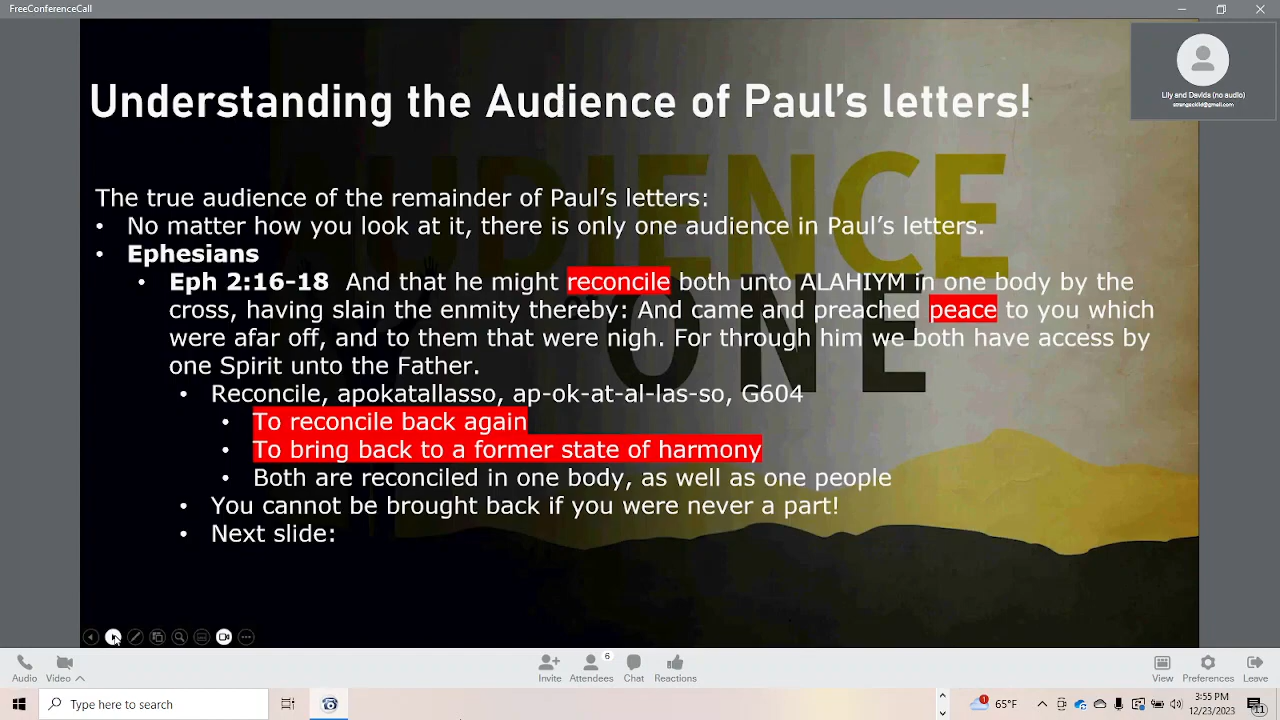 FreeConferenceCall
Understanding the Audience of Paul's letters!
Lily and Davida (no audio)
AUDIENCE
ONE
The true audience of the remainder of Paul's letters:
• No matter how you look at it, there is only one audience in Paul's letters.
• Ephesians
• Eph 2:16-18 And that he might reconcile both unto ALAHIYM in one body by the
cross, having slain the enmity thereby: And came and preached peace to you which
were afar off, and to them that were nigh. For through him we both have access by
one Spirit unto the Father.
• Reconcile, apokatallasso, ap-ok-at-al-las-so, G604
• To reconcile back again
• To bring back to a former state of harmony
• Both are reconciled in one body, as well as one people
• You cannot be brought back if you were never a part!
• Next slide:
Audio
Video
Invite
6
Attendees
Chat
Reactions
View
Preferences
Leave
Type here to search
1
65°F
3:55 PM
12/23/2023
11